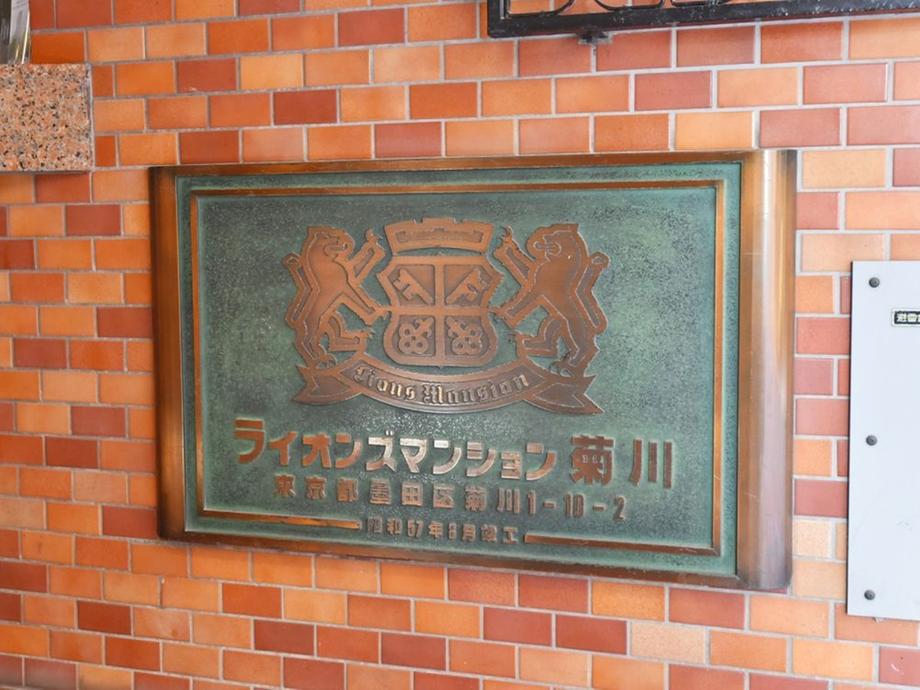 Lions Mansion
ライオンズマンション 菊川
東京都墨田区菊川1-10-2
昭和57年8月竣工